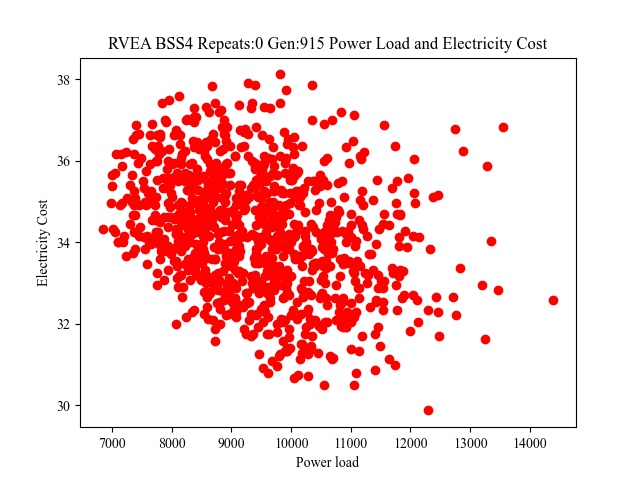 RVEA BSS4 Repeats:0 Gen:915 Power Load and Electricity Cost
38
36
34
32
30
Electricity Cost
7000 8000 9000 10000 11000 12000 13000 14000
Power load